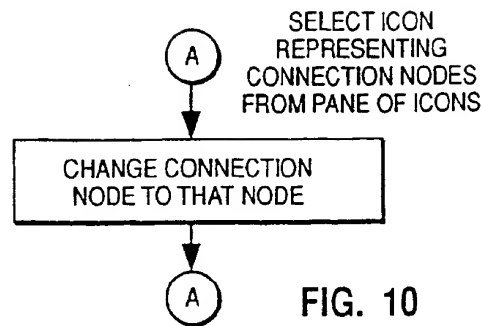 SELECT ICON
REPRESENTING
CONNECTION NODES
FROM PANE OF ICONS
A
CHANGE CONNECTION
NODE TO THAT NODE
A
FIG. 10